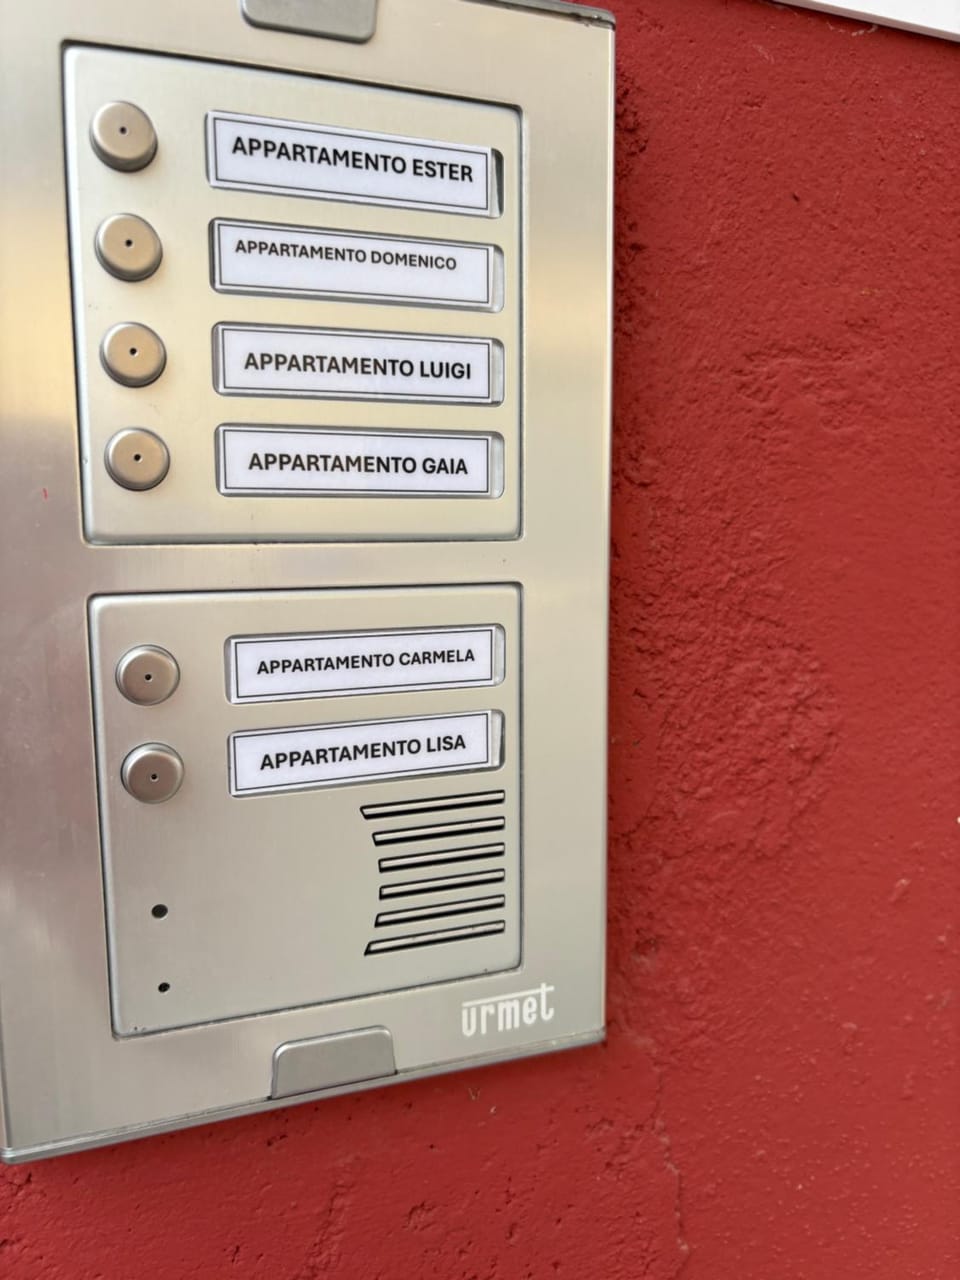 APPARTAMENTO ESTER
APPARTAMENTO DOMENICO
APPARTAMENTO LUIGI
APPARTAMENTO GAIA
APPARTAMENTO CARMELA
APPARTAMENTO LISA
urmet